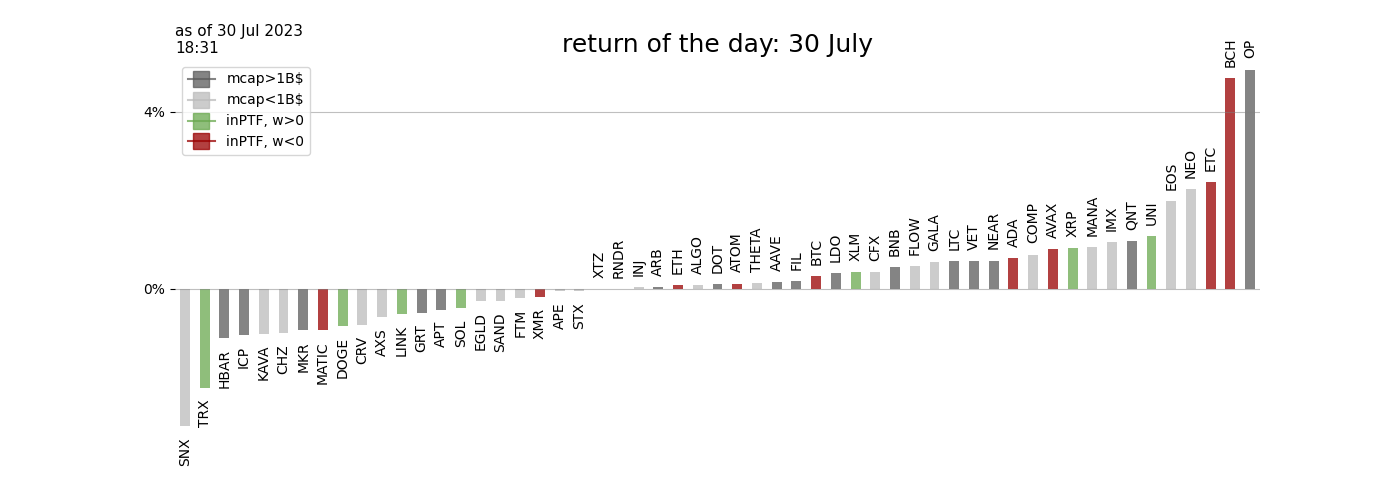 as of 30 Jul 2023
18:31
return of the day: 30 July
mcap>1B$
mcap<1B$
inPTF, w>0
inPTF, w<0
4%
0%
SNX
TRX
HBAR
ICP
KAVA
CHZ
MKR
MATIC
DOGE
CRV
AXS
LINK
GRT
APT
SOL
EGLD
SAND
FTM
XMR
APE
STX
XTZ
RNDR
INJ
ARB
ETH
ALGO
DOT
ATOM
THETA
AAVE
FIL
BTC
LDO
XLM
CFX
BNB
FLOW
GALA
LTC
VET
NEAR
ADA
COMP
AVAX
XRP
MANA
IMX
QNT
UNI
EOS
NEO
ETC
BCH
OP